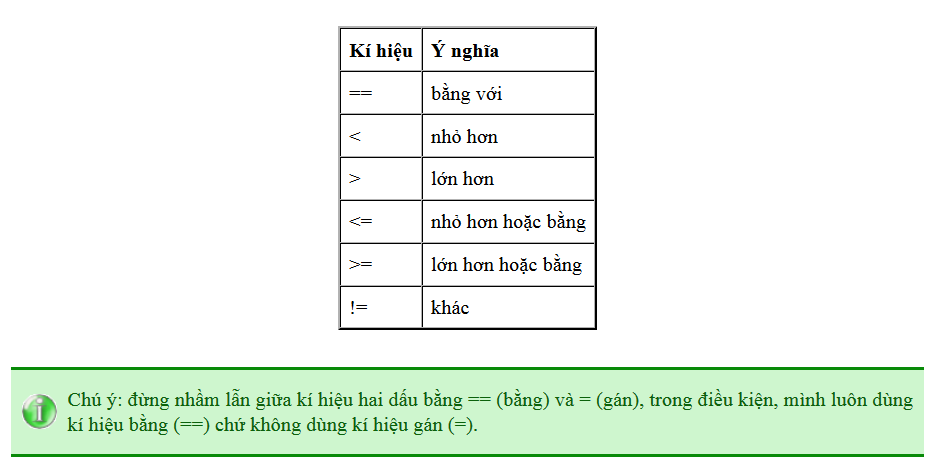 Kí hiệu Ý nghĩa
== bằng với
< nhỏ hơn
> lớn hơn
<= nhỏ hơn hoặc bằng
>= lớn hơn hoặc bằng
!= khác
Chú ý: đừng nhầm lẫn giữa kí hiệu hai dấu bằng == (bằng) và = (gán), trong điều kiện, mình luôn dùng
kí hiệu bằng (==) chứ không dùng kí hiệu gán (=).